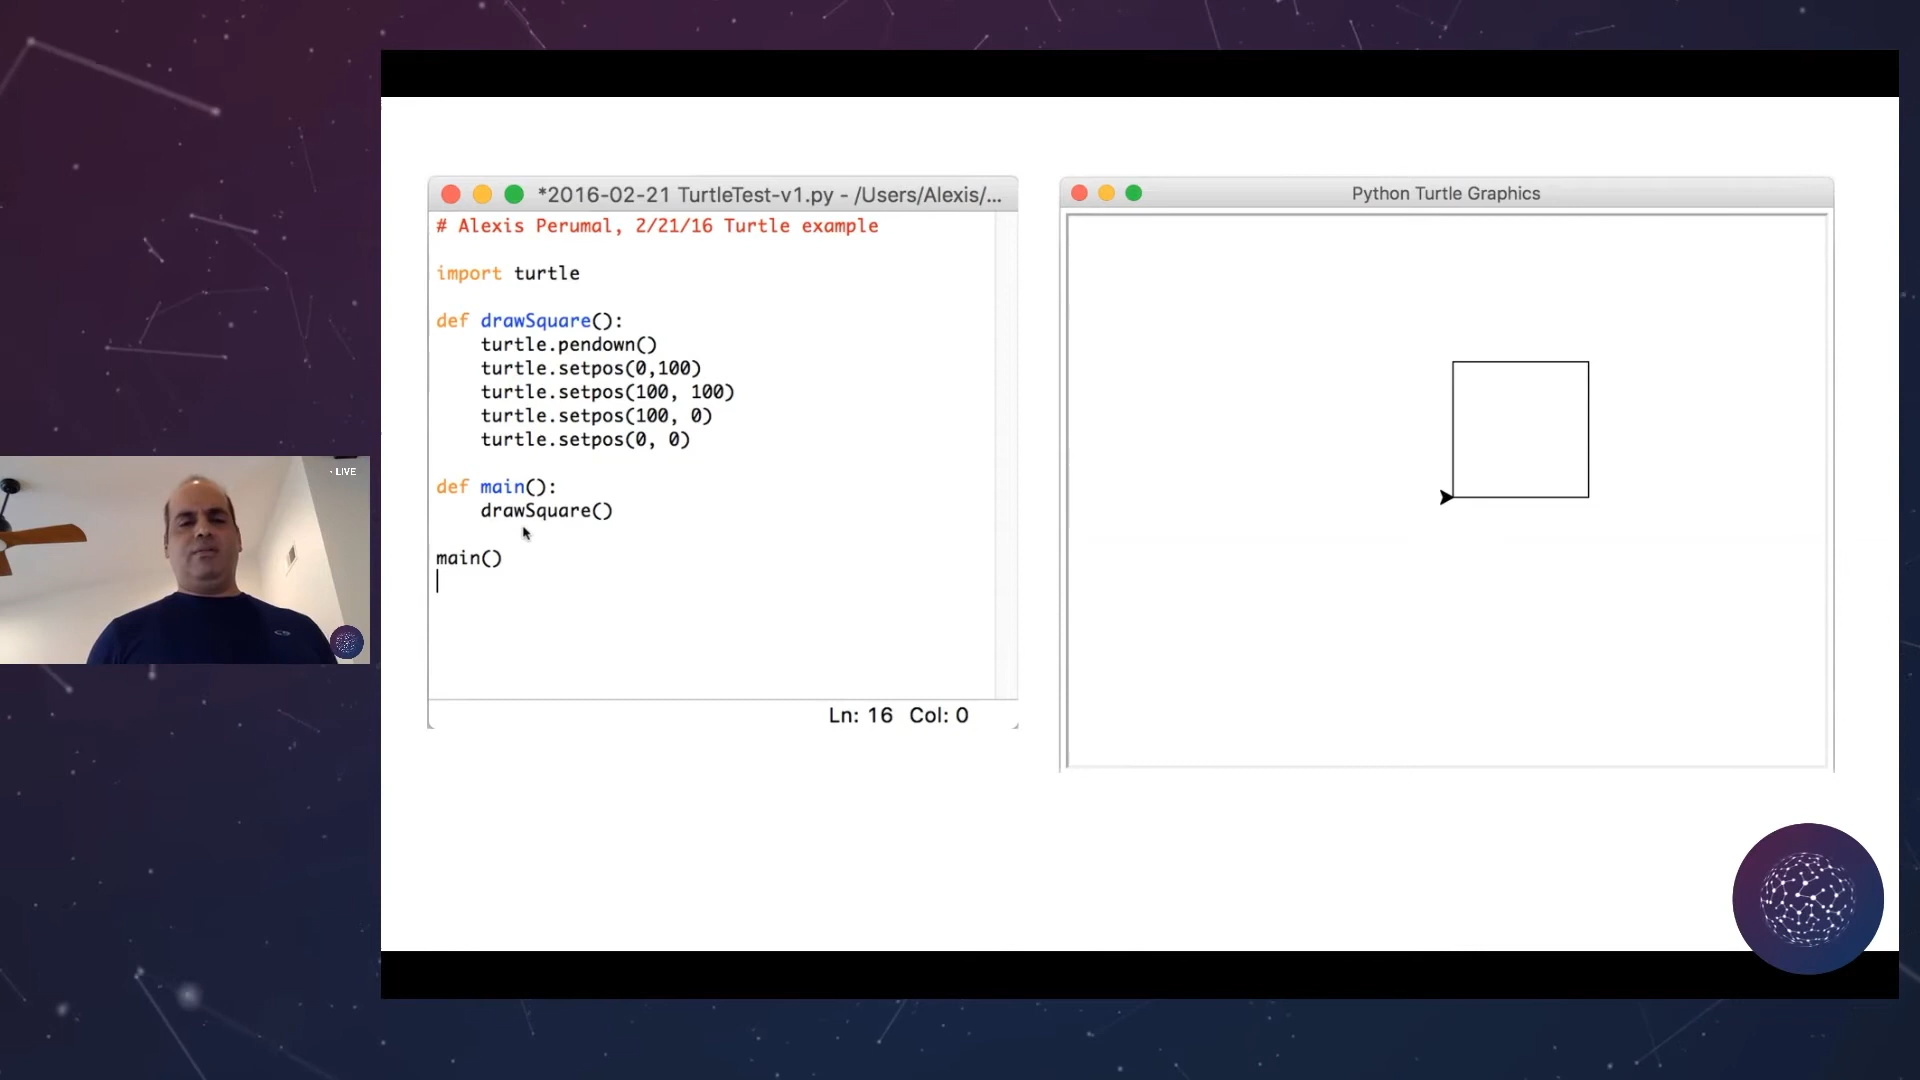 *2016-02-21 TurtleTest-v1.py - /Users/Alexis/...
# Alexis Perumal, 2/21/16 Turtle example
import turtle
def drawSquare():
    turtle.pendown()
    turtle.setpos(0,100)
    turtle.setpos(100, 100)
    turtle.setpos(100, 0)
    turtle.setpos(0, 0)
def main():
    drawSquare()
main()
Ln: 16 Col: 0
Python Turtle Graphics
LIVE